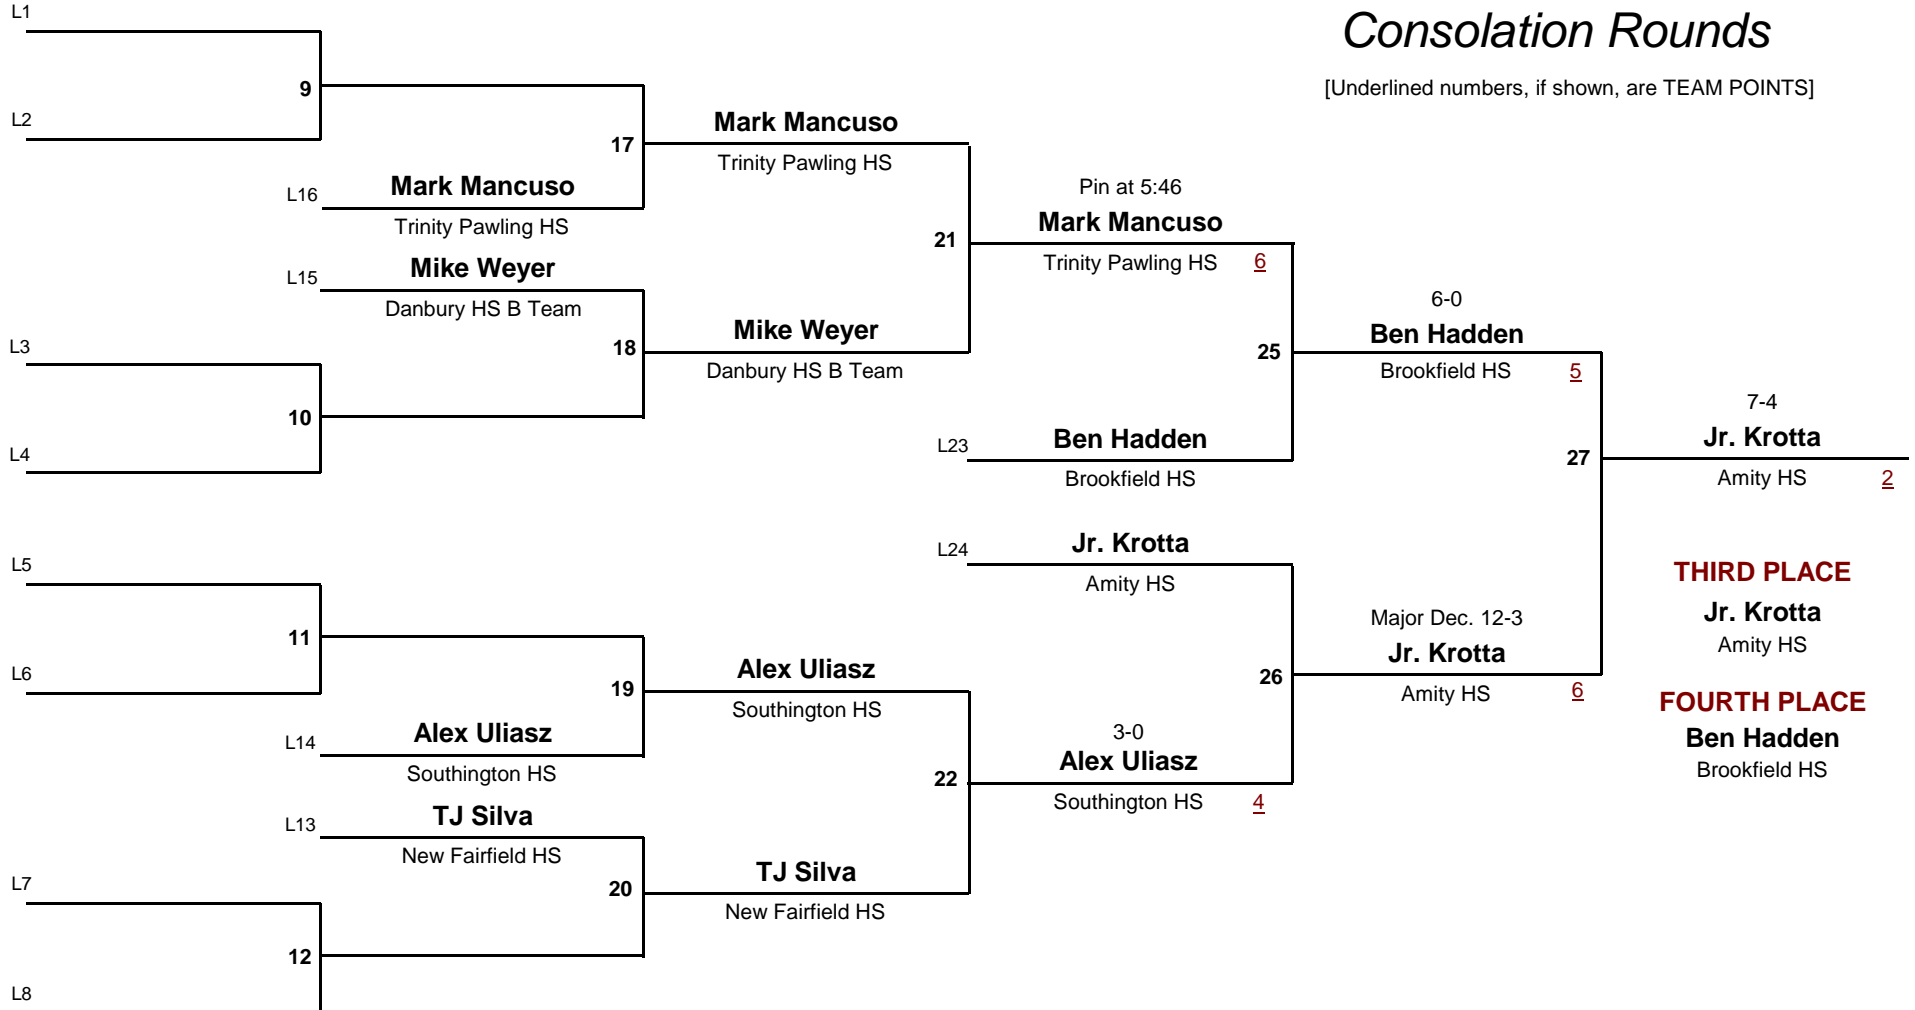 Consolation Rounds
[Underlined numbers, if shown, are TEAM POINTS]
L1
9
L2
17
Mark Mancuso
Trinity Pawling HS
L16
Mark Mancuso
Trinity Pawling HS
21
Pin at 5:46
Mark Mancuso
Trinity Pawling HS 6
L15
Mike Weyer
Danbury HS B Team
18
Mike Weyer
Danbury HS B Team
L3
10
L4
25
6-0
Ben Hadden
Brookfield HS 5
L23
Ben Hadden
Brookfield HS
27
7-4
Jr. Krotta
Amity HS 2
L24
Jr. Krotta
Amity HS
L5
11
L6
19
Alex Uliasz
Southington HS
L14
Alex Uliasz
Southington HS
26
Major Dec. 12-3
Jr. Krotta
Amity HS 6
22
3-0
Alex Uliasz
Southington HS 4
L13
TJ Silva
New Fairfield HS
20
TJ Silva
New Fairfield HS
L7
12
L8
THIRD PLACE
Jr. Krotta
Amity HS
FOURTH PLACE
Ben Hadden
Brookfield HS